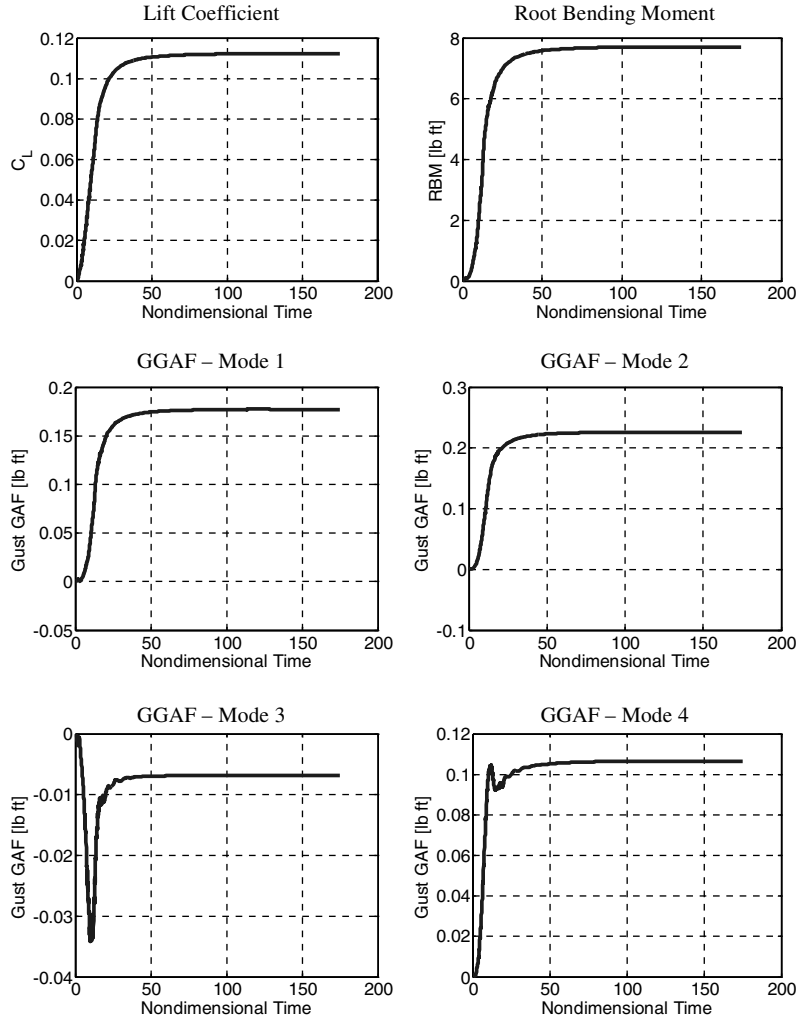 Lift Coefficient
0.12
0.1
0.08
0.06
0.04
0.02
0
C_L
0 50 100 150 200
Nondimensional Time
Root Bending Moment
8
6
4
2
0
RBM [lb ft]
0 50 100 150 200
Nondimensional Time
GGAF – Mode 1
0.2
0.15
0.1
0.05
0
-0.05
Gust GAF [lb ft]
0 50 100 150 200
Nondimensional Time
GGAF – Mode 2
0.3
0.2
0.1
0
-0.1
Gust GAF [lb ft]
0 50 100 150 200
Nondimensional Time
GGAF – Mode 3
0
-0.01
-0.02
-0.03
-0.04
Gust GAF [lb ft]
0 50 100 150 200
Nondimensional Time
GGAF – Mode 4
0.12
0.1
0.08
0.06
0.04
0.02
0
Gust GAF [lb ft]
0 50 100 150 200
Nondimensional Time